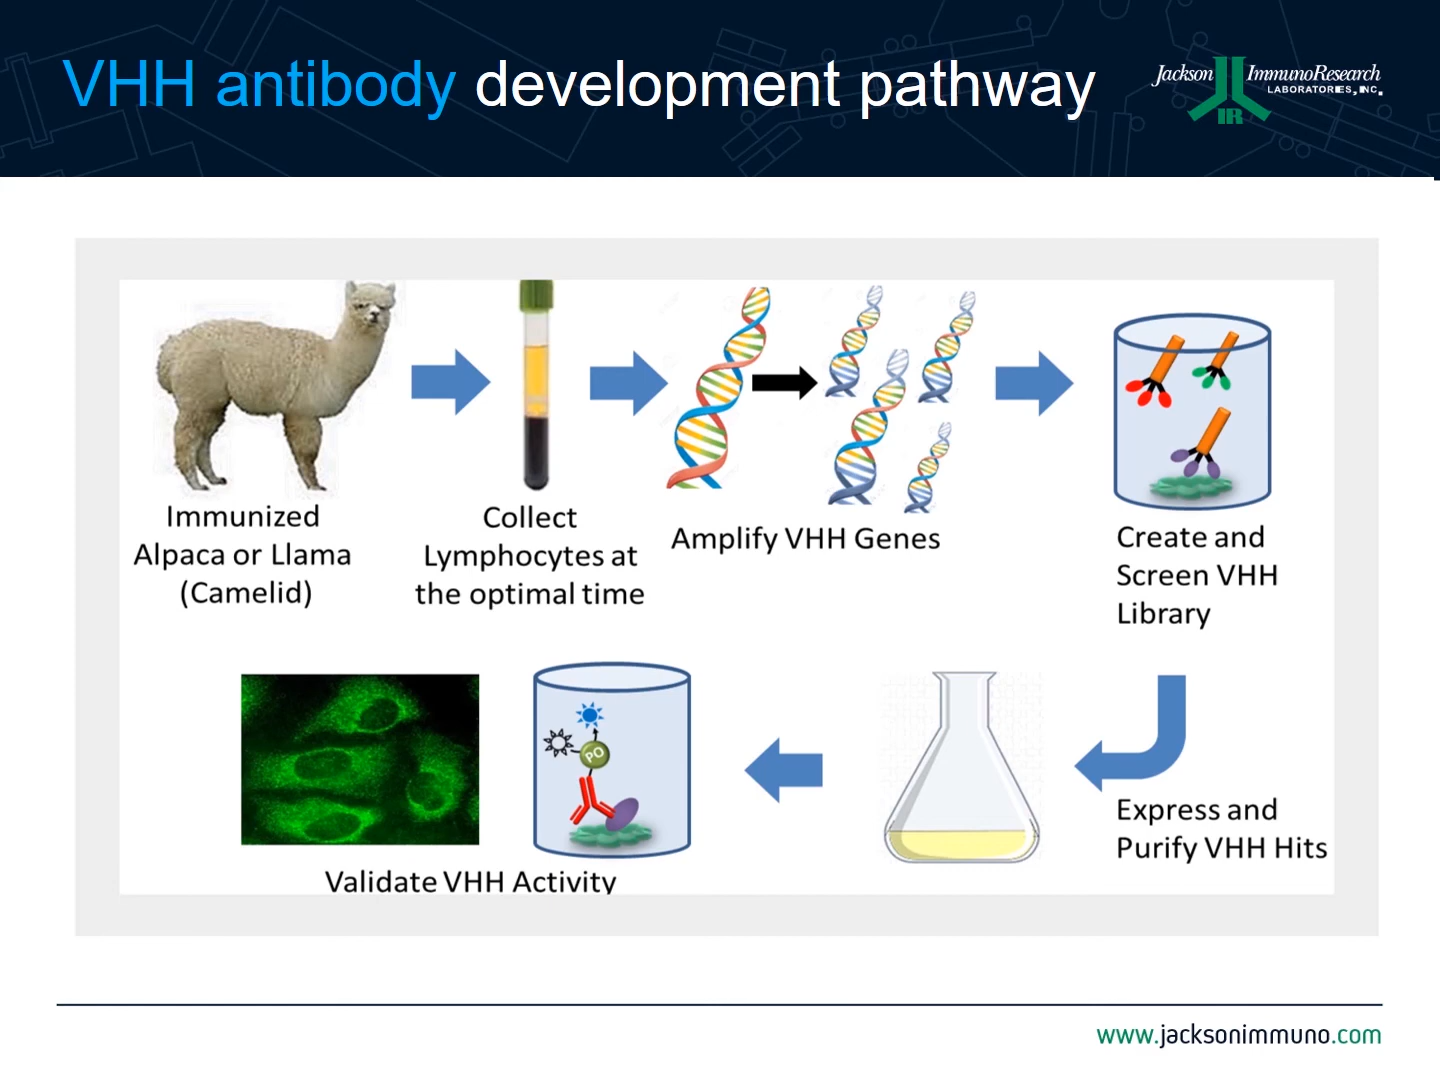 VHH antibody development pathway
Jackson ImmunoResearch
LABORATORIES, INC.
IR
Immunized
Alpaca or Llama
(Camelid)
Collect
Lymphocytes at
the optimal time
Amplify VHH Genes
Create and
Screen VHH
Library
Express and
Purify VHH Hits
PO
Validate VHH Activity
www.jacksonimmuno.com